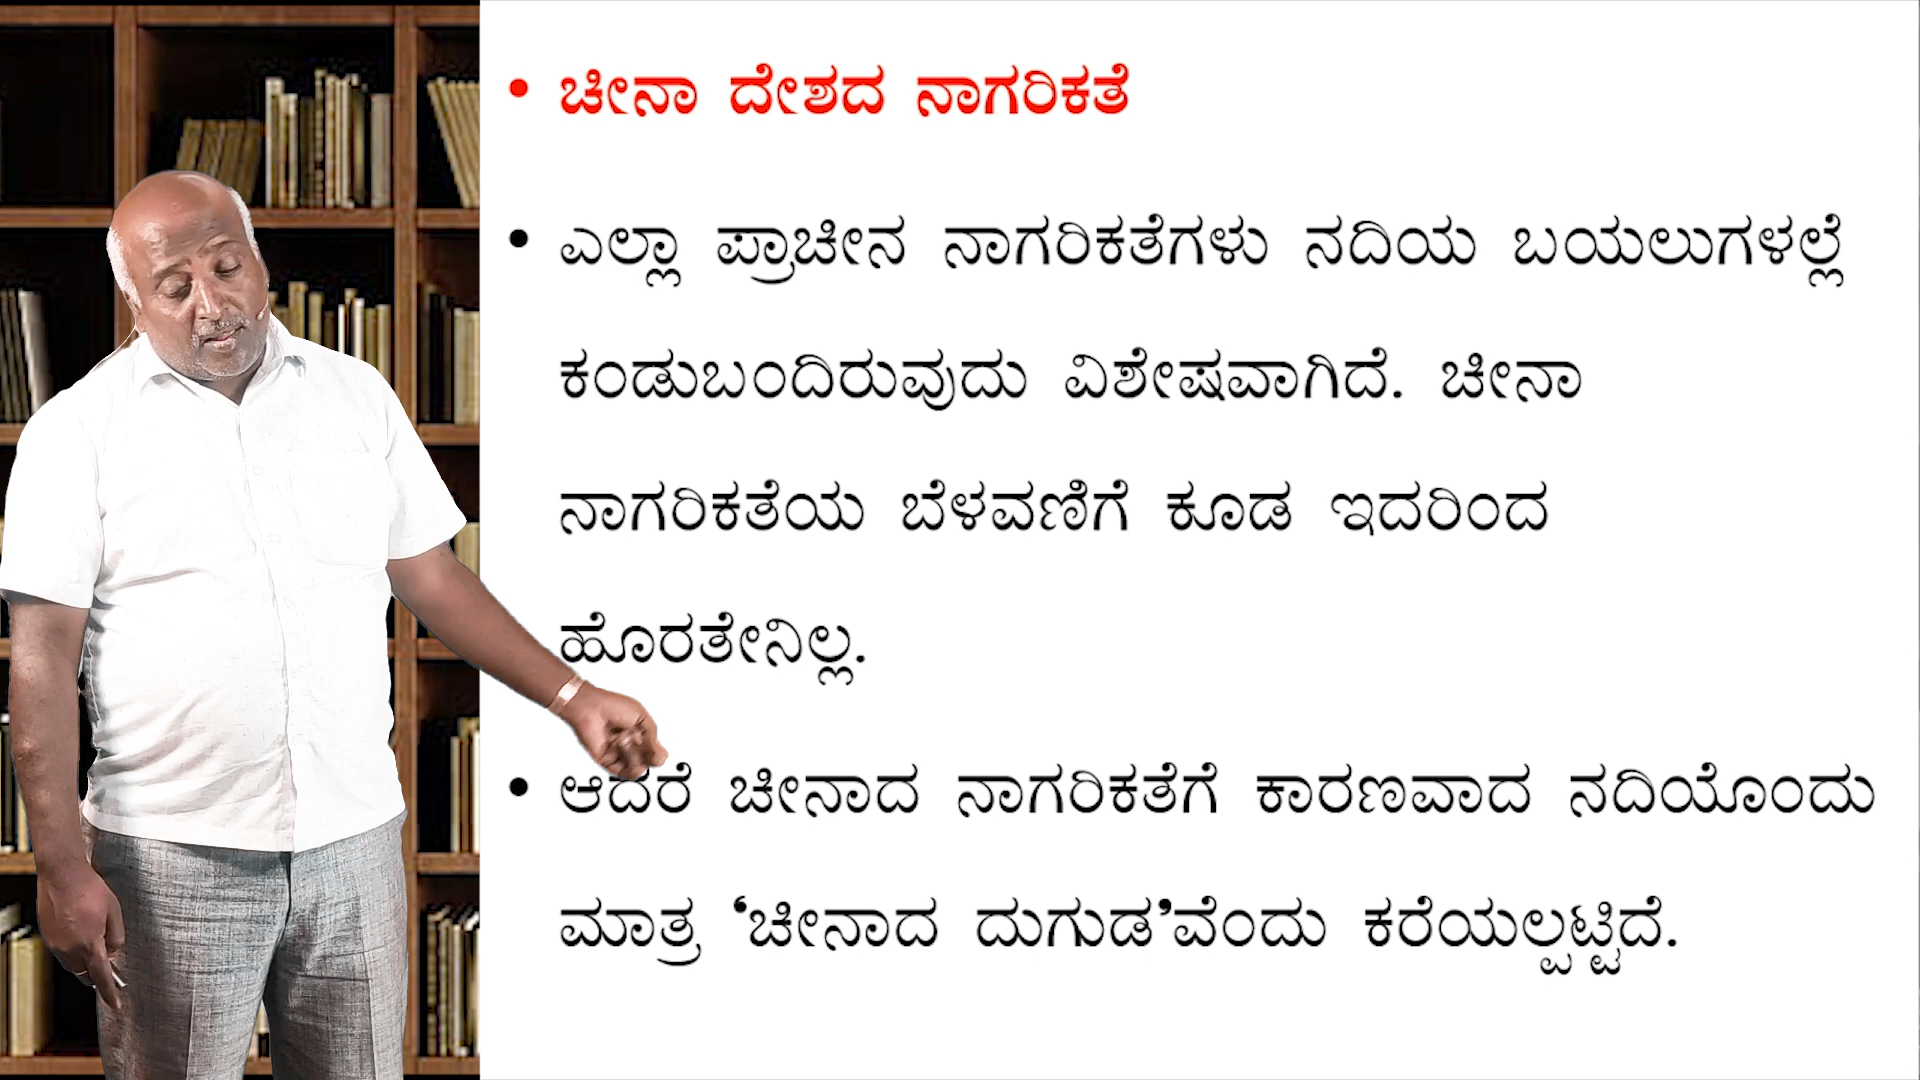 • ಚೀನಾ ದೇಶದ ನಾಗರಿಕತೆ
• ಎಲ್ಲಾ ಪ್ರಾಚೀನ ನಾಗರಿಕತೆಗಳು ನದಿಯ ಬಯಲುಗಳಲ್ಲೆ
ಕಂಡುಬಂದಿರುವುದು ವಿಶೇಷವಾಗಿದೆ. ಚೀನಾ
ನಾಗರಿಕತೆಯ ಬೆಳವಣಿಗೆ ಕೂಡ ಇದರಿಂದ
ಹೊರತೇನಿಲ್ಲ.
• ಆದರೆ ಚೀನಾದ ನಾಗರಿಕತೆಗೆ ಕಾರಣವಾದ ನದಿಯೊಂದು
ಮಾತ್ರ ‘ಚೀನಾದ ದುಗುಡ’ವೆಂದು ಕರೆಯಲ್ಪಟ್ಟಿದೆ.